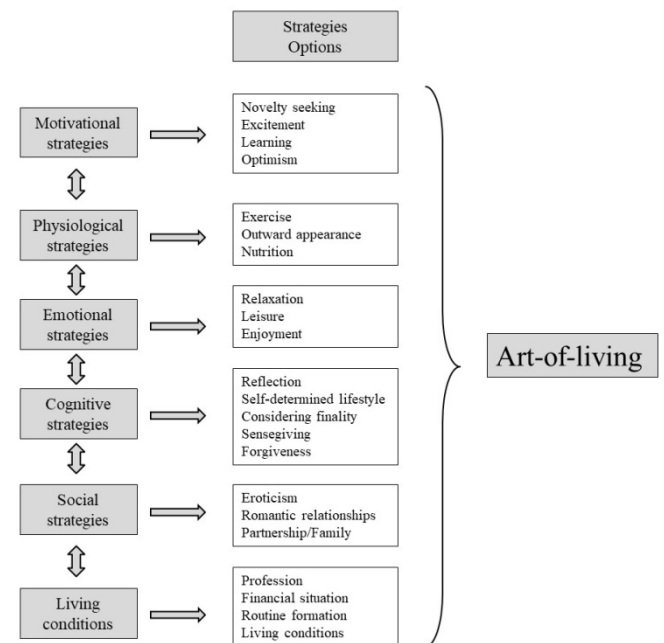 Strategies
Options
Motivational
strategies
Novelty seeking
Excitement
Learning
Optimism
Physiological
strategies
Exercise
Outward appearance
Nutrition
Emotional
strategies
Relaxation
Leisure
Enjoyment
Art-of-living
Cognitive
strategies
Reflection
Self-determined lifestyle
Considering finality
Sensegiving
Forgiveness
Social
strategies
Eroticism
Romantic relationships
Partnership/Family
Living
conditions
Profession
Financial situation
Routine formation
Living conditions